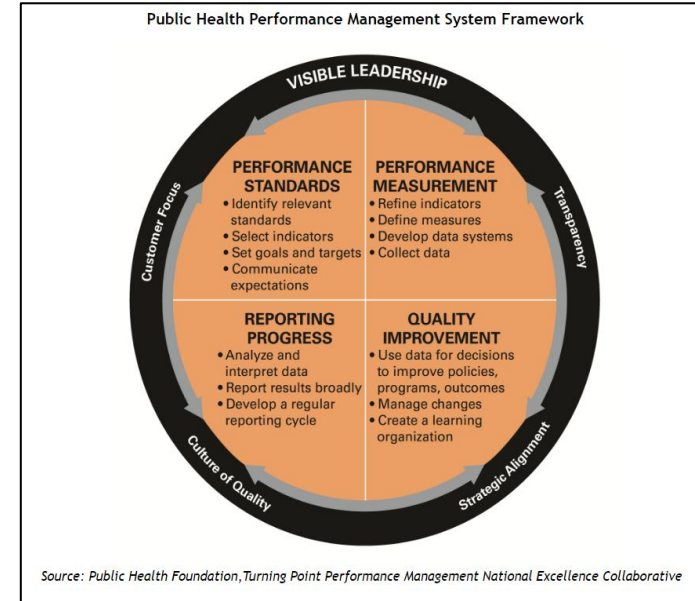 Public Health Performance Management System Framework
VISIBLE LEADERSHIP
Customer Focus
Transparency
PERFORMANCE
STANDARDS
• Identify relevant
standards
• Select indicators
• Set goals and targets
• Communicate
expectations
PERFORMANCE
MEASUREMENT
• Refine indicators
• Define measures
• Develop data systems
• Collect data
REPORTING
PROGRESS
• Analyze and
interpret data
• Report results broadly
• Develop a regular
reporting cycle
QUALITY
IMPROVEMENT
• Use data for decisions
to improve policies,
programs, outcomes
• Manage changes
• Create a learning
organization
Culture of Quality
Strategic Alignment
Source: Public Health Foundation,Turning Point Performance Management National Excellence Collaborative